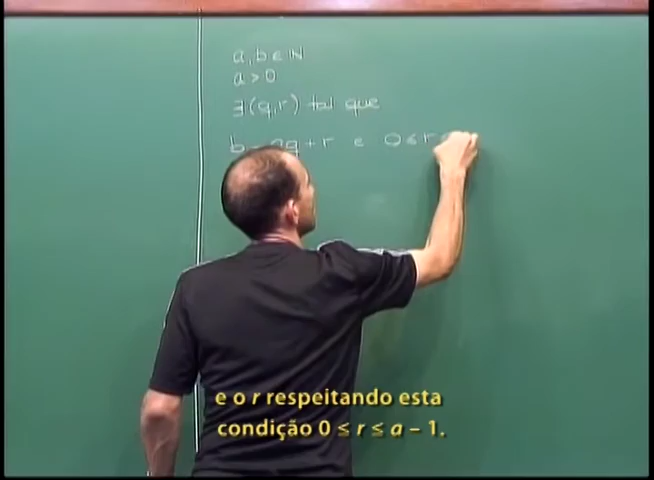 a, b ∈ ℕ
a > 0
∃(q, r) tal que
b = aq + r e 0 ≤ r
e o r respeitando esta
condição 0 ≤ r ≤ a – 1.